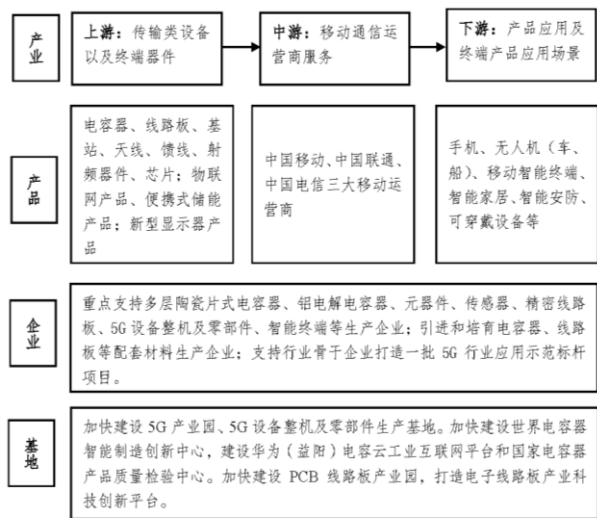 产业
上游：传输类设备
以及终端器件
中游：移动通信运
营商服务
下游：产品应用及
终端产品应用场景
产品
电容器、线路板、基
站、天线、馈线、射
频器件、芯片；物联
网产品、便携式储能
产品；新型显示器产
品
中国移动、中国联通、
中国电信三大移动运
营商
手机、无人机（车、
船）、移动智能终端、
智能家居、智能安防、
可穿戴设备等
企业
重点支持多层陶瓷片式电容器、铝电解电容器、元器件、传感器、精密线路
板、5G 设备整机及零部件、智能终端等生产企业；引进和培育电容器、线路
板等配套材料生产企业；支持行业骨干企业打造一批 5G 行业应用示范标杆
项目。
基地
加快建设 5G 产业园、5G 设备整机及零部件生产基地。加快建设世界电容器
智能制造创新中心，建设华为（益阳）电容云工业互联网平台和国家电容器
产品质量检验中心。加快建设 PCB 线路板产业园，打造电子线路板产业科
技创新平台。